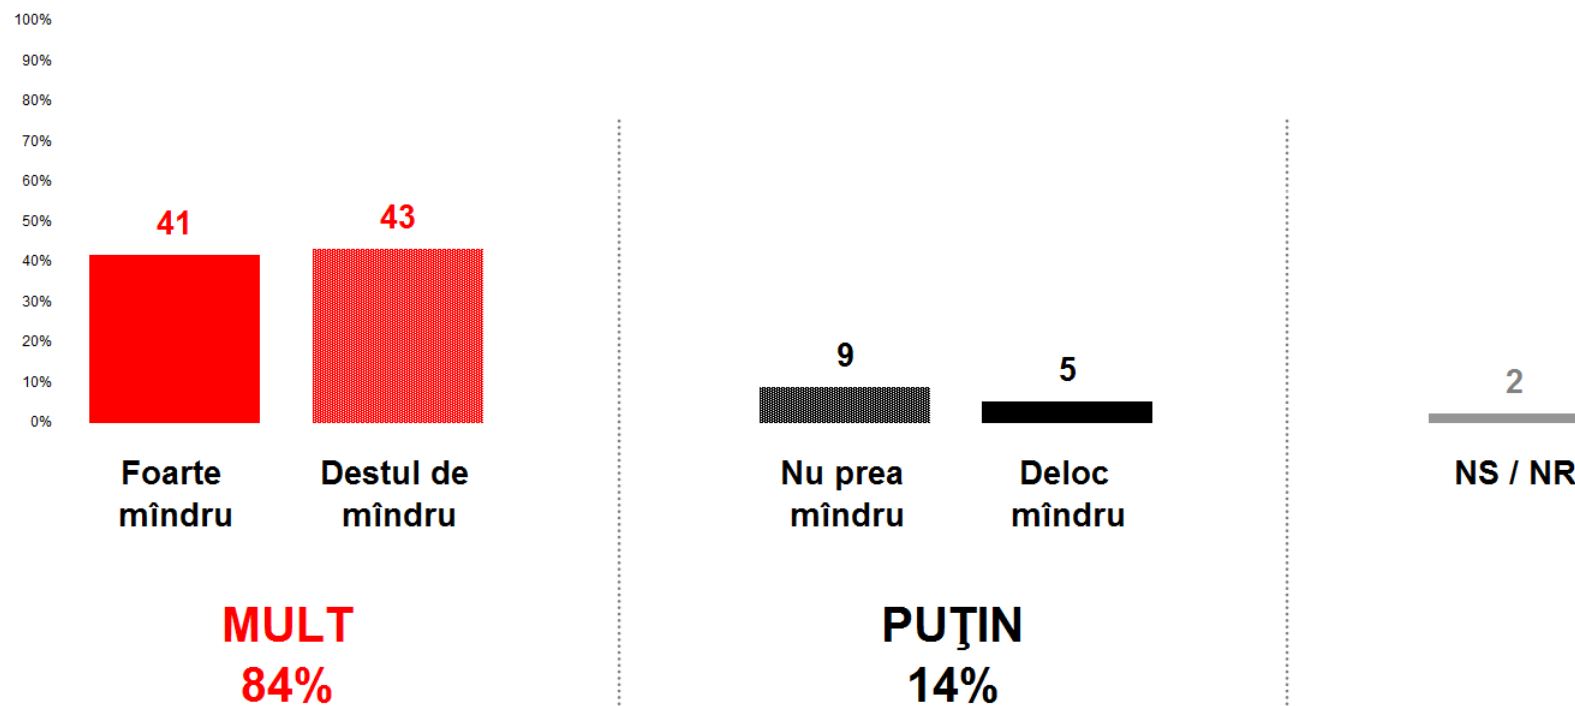 100%
90%
80%
70%
60%
50%
40%
30%
20%
10%
0%
41
43
9
5
2
Foarte
mîndru
Destul de
mîndru
Nu prea
mîndru
Deloc
mîndru
NS / NR
MULT
84%
PUŢIN
14%